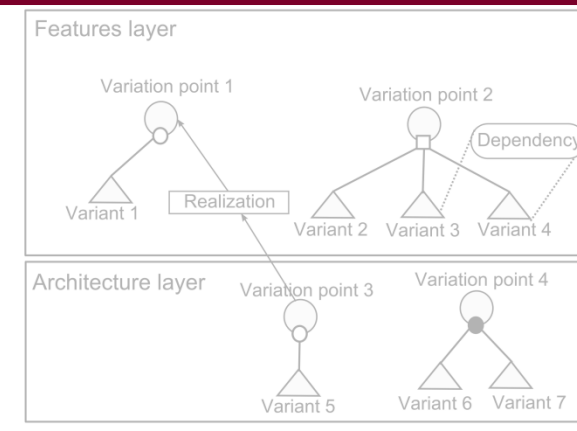 Features layer
Variation point 1
Variation point 2
Dependency
Variant 1
Realization
Variant 2
Variant 3
Variant 4
Architecture layer
Variation point 3
Variation point 4
Variant 5
Variant 6
Variant 7